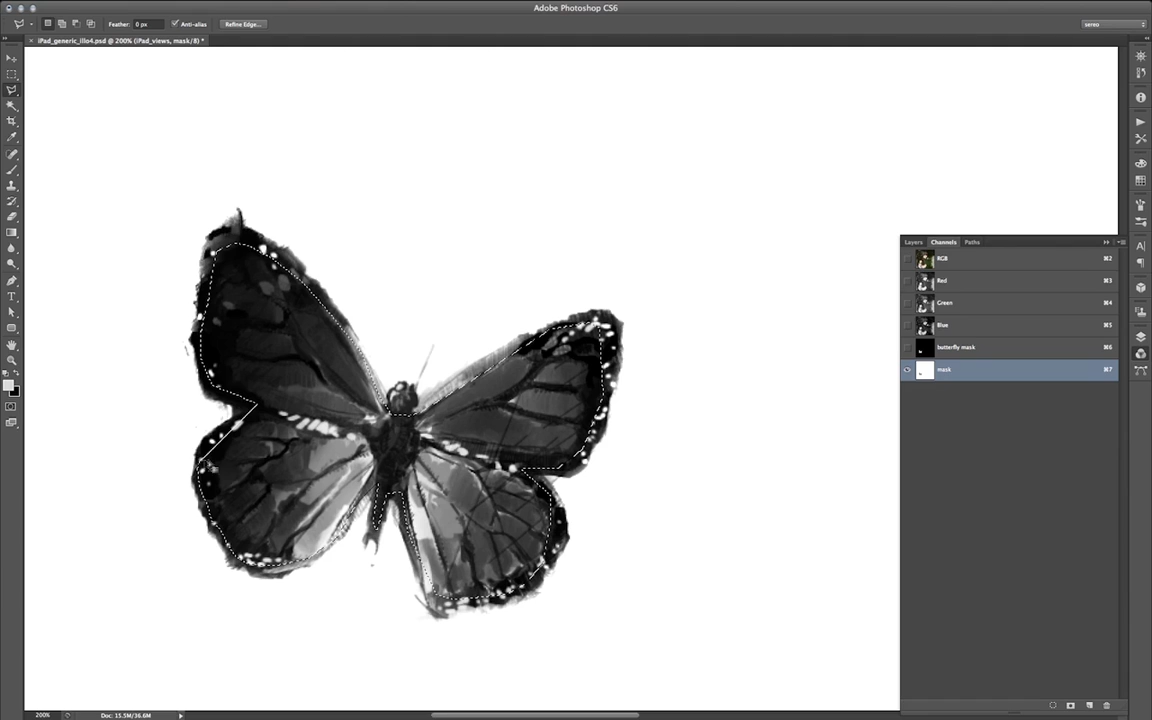 Adobe Photoshop CS6
Feather: 0 px Anti-alias Refine Edge... sereo
× iPad_generic_illo4.psd @ 200% (iPad_views, mask/8) *
Layers Channels Paths
RGB ⌘2
Red ⌘3
Green ⌘4
Blue ⌘5
butterfly mask ⌘6
mask ⌘7
200% Doc: 15.5M/36.6M